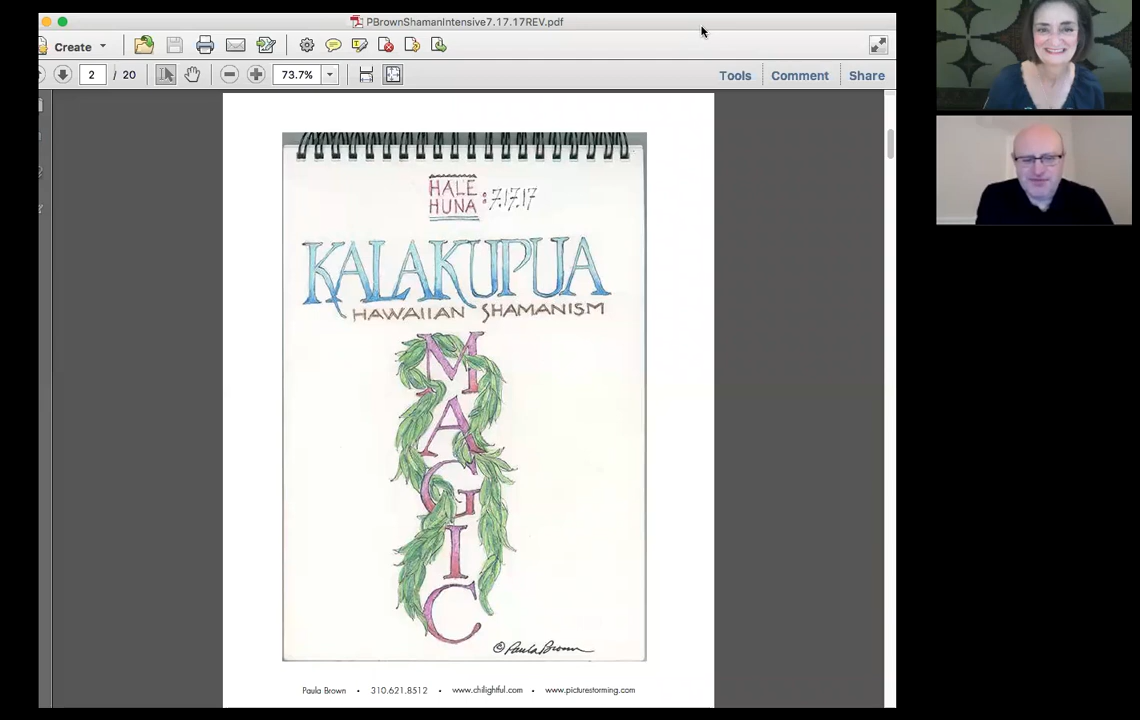 PBrownShamanIntensive7.17.17REV.pdf
Create
2 / 20
73.7%
Tools
Comment
Share
HALE
HUNA : 7.17.17
KALAKUPUA
HAWAIIAN SHAMANISM
MAGIC
© Paula Brown
Paula Brown • 310.621.8512 • www.chilightful.com • www.picturestorming.com